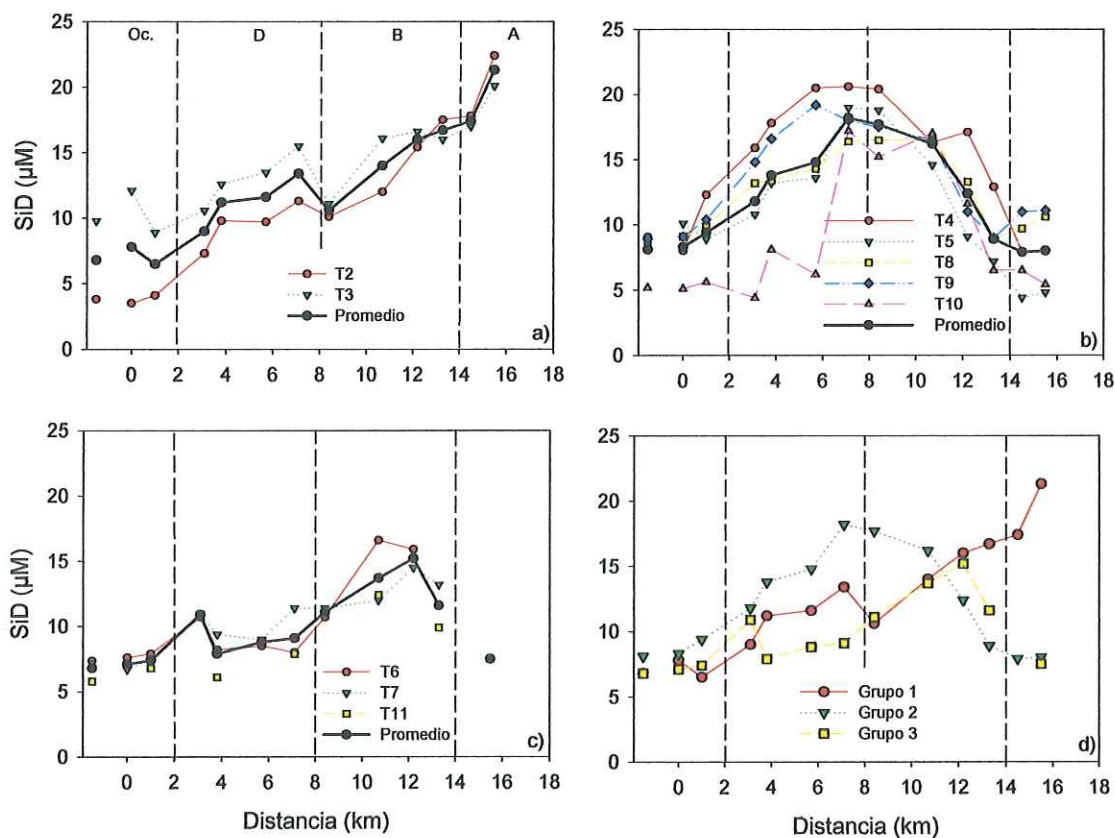 Oc. D B A
25
20
15
10
5
0
SiD (µM)
T2
T3
Promedio
a)
0 2 4 6 8 10 12 14 16 18
25
20
15
10
5
0
T4
T5
T8
T9
T10
Promedio
b)
0 2 4 6 8 10 12 14 16 18
25
20
15
10
5
0
SiD (µM)
T6
T7
T11
Promedio
c)
0 2 4 6 8 10 12 14 16 18
Distancia (km)
25
20
15
10
5
0
Grupo 1
Grupo 2
Grupo 3
d)
0 2 4 6 8 10 12 14 16 18
Distancia (km)